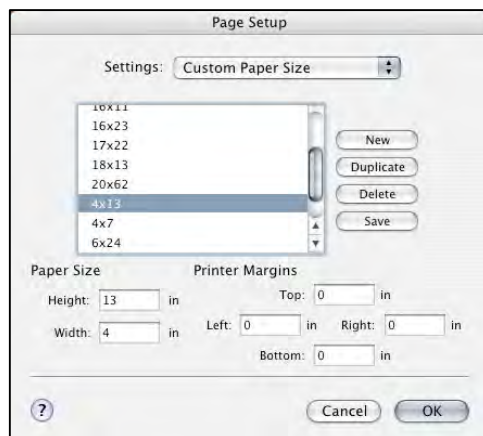 Page Setup
Settings: Custom Paper Size
16x11
16x23
17x22
18x13
20x62
4x13
4x7
6x24
New
Duplicate
Delete
Save
Paper Size
Height: 13 in
Width: 4 in
Printer Margins
Top: 0 in
Left: 0 in Right: 0 in
Bottom: 0 in
?
Cancel OK